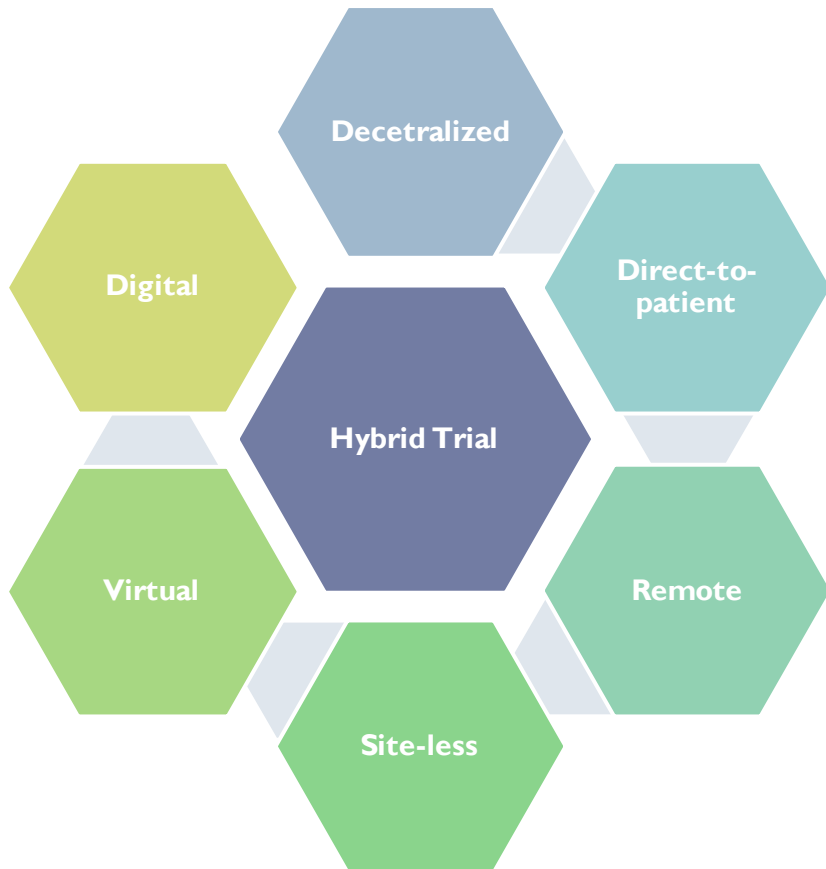 Decetralized
Digital
Direct-to-
patient
Hybrid Trial
Virtual
Remote
Site-less